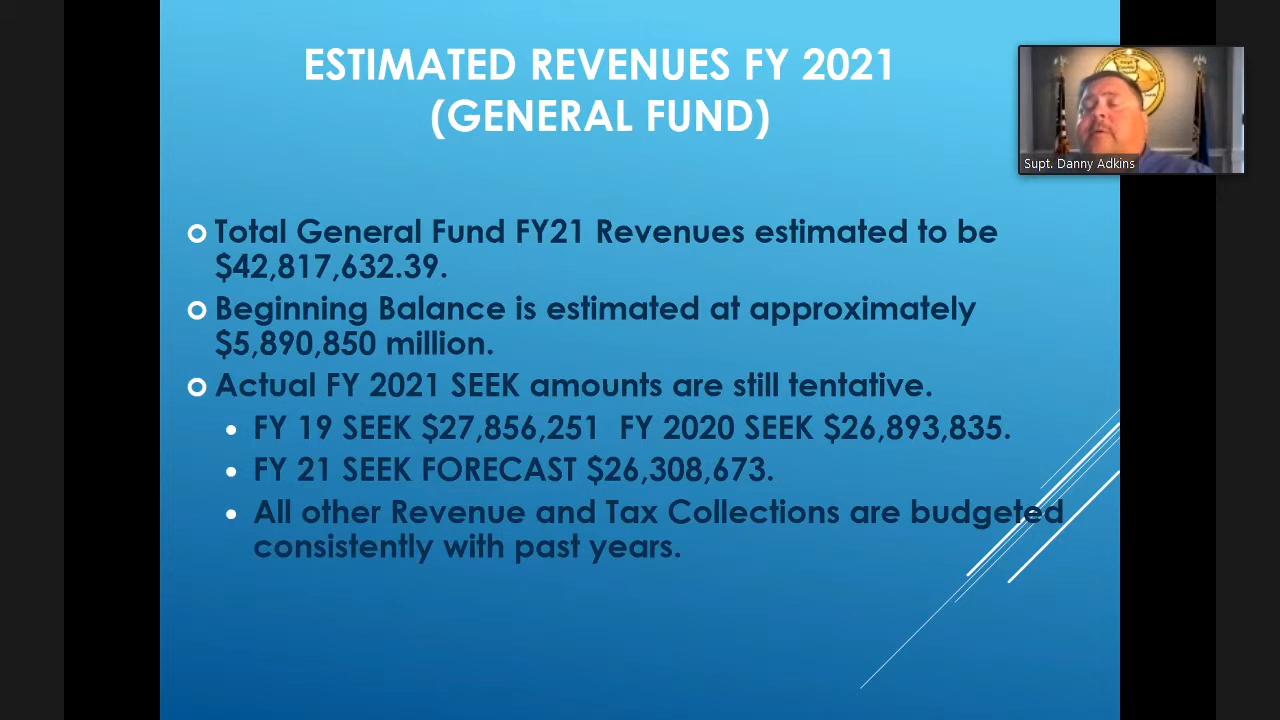 ESTIMATED REVENUES FY 2021
(GENERAL FUND)
Supt. Danny Adkins
Total General Fund FY21 Revenues estimated to be
$42,817,632.39.
Beginning Balance is estimated at approximately
$5,890,850 million.
Actual FY 2021 SEEK amounts are still tentative.
FY 19 SEEK $27,856,251 FY 2020 SEEK $26,893,835.
FY 21 SEEK FORECAST $26,308,673.
All other Revenue and Tax Collections are budgeted
consistently with past years.